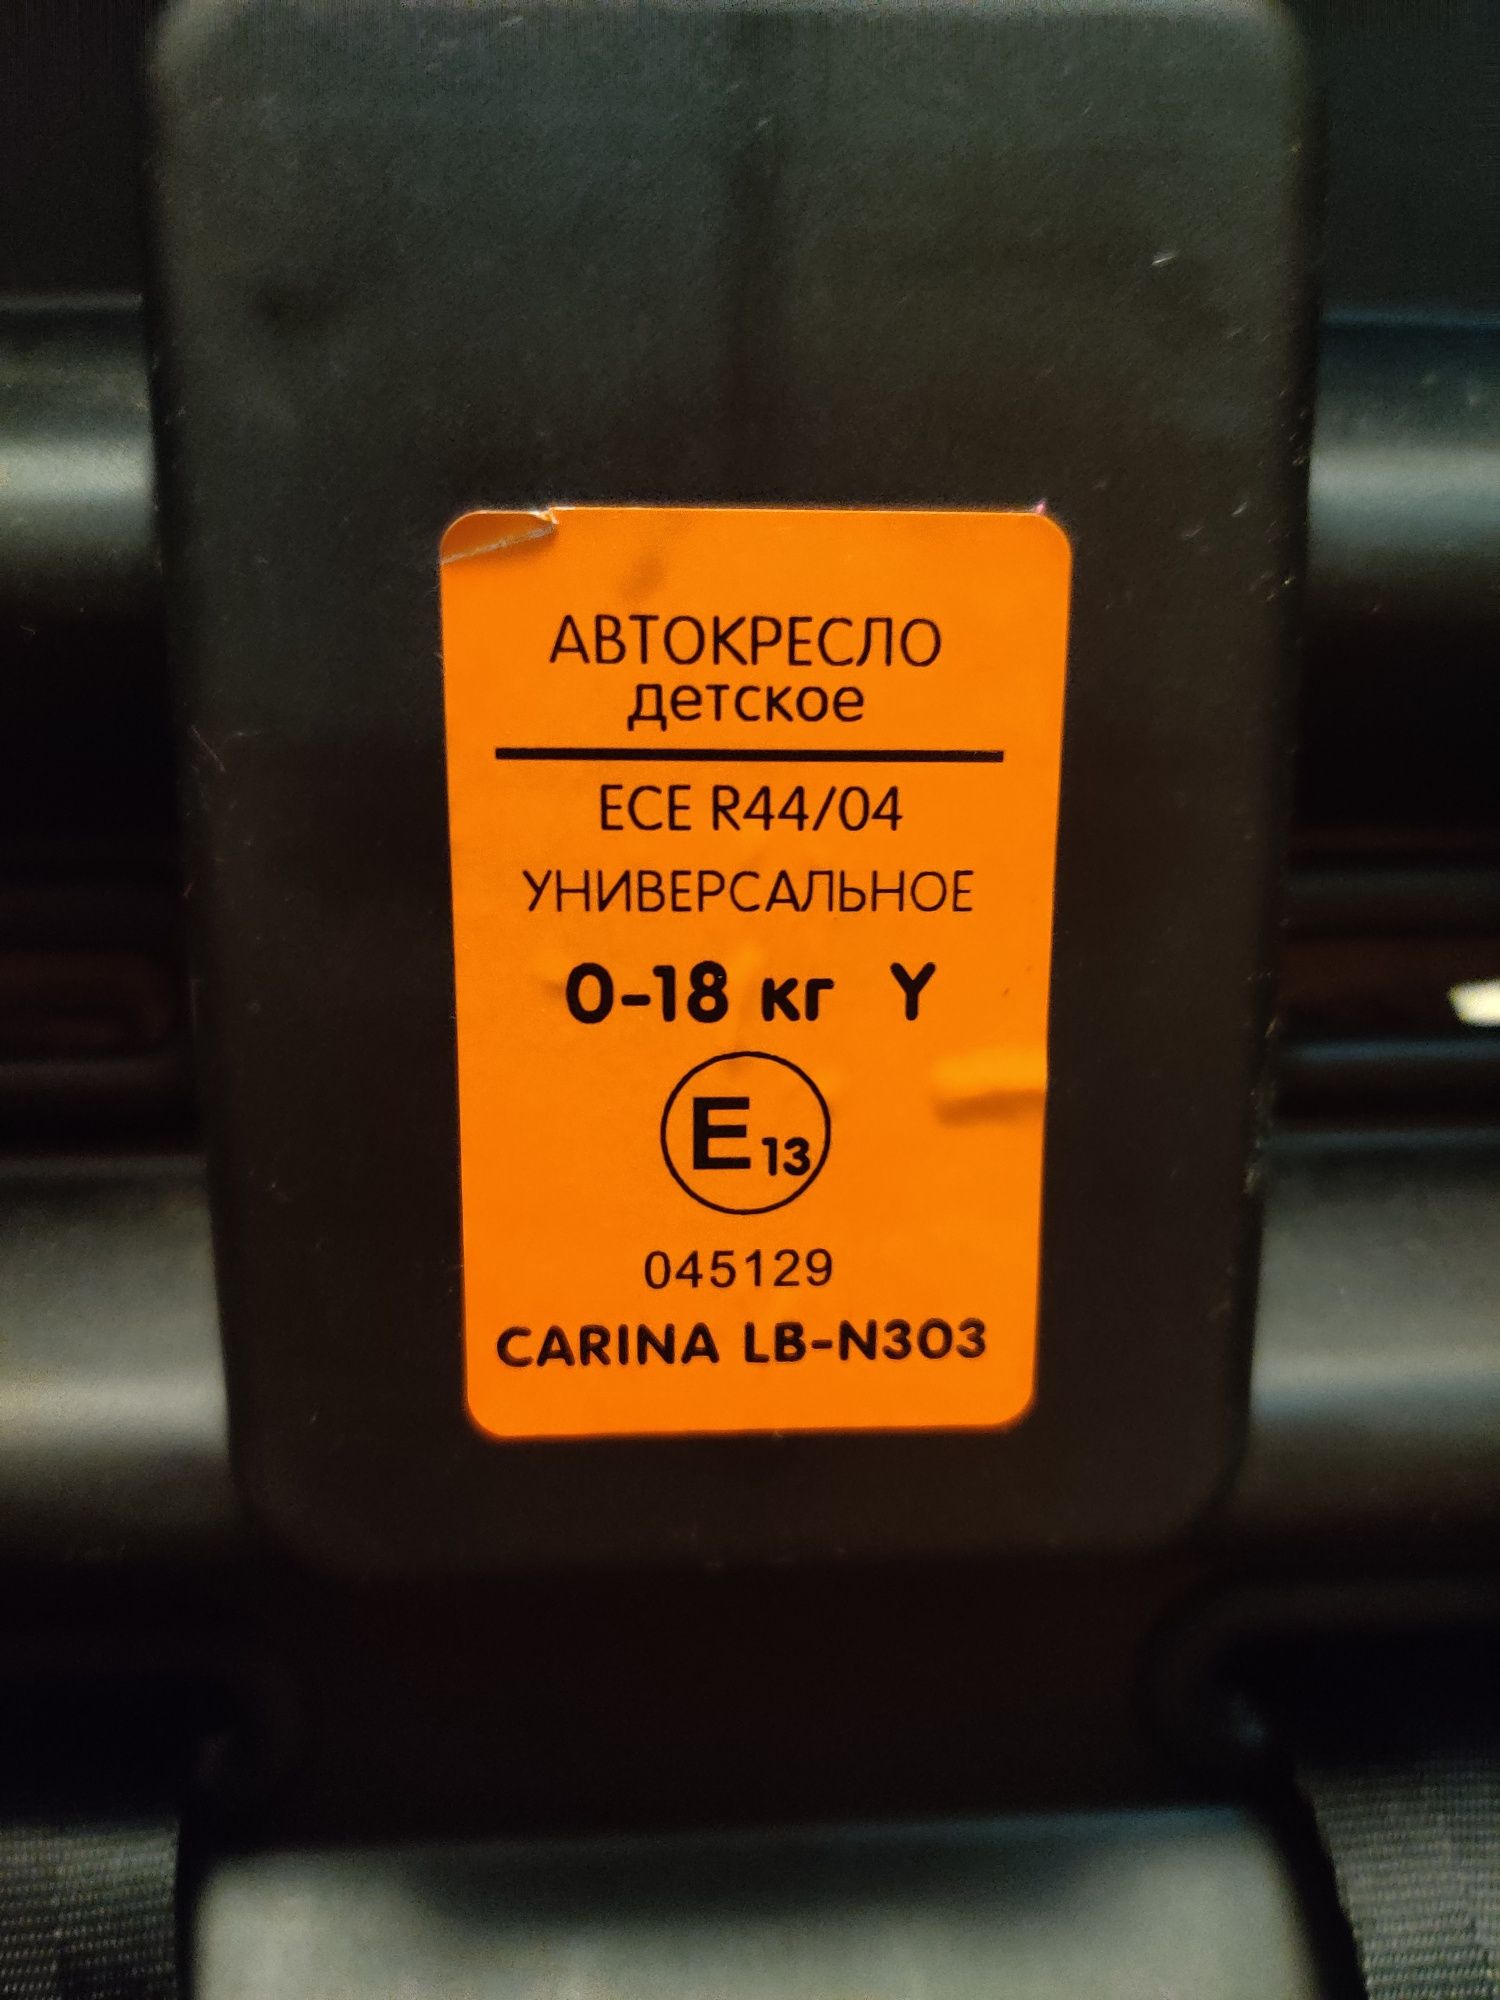 АВТОКРЕСЛО
детское
ECE R44/04
УНИВЕРСАЛЬНОЕ
0-18 кг Y
E13
045129
CARINA LB-N303